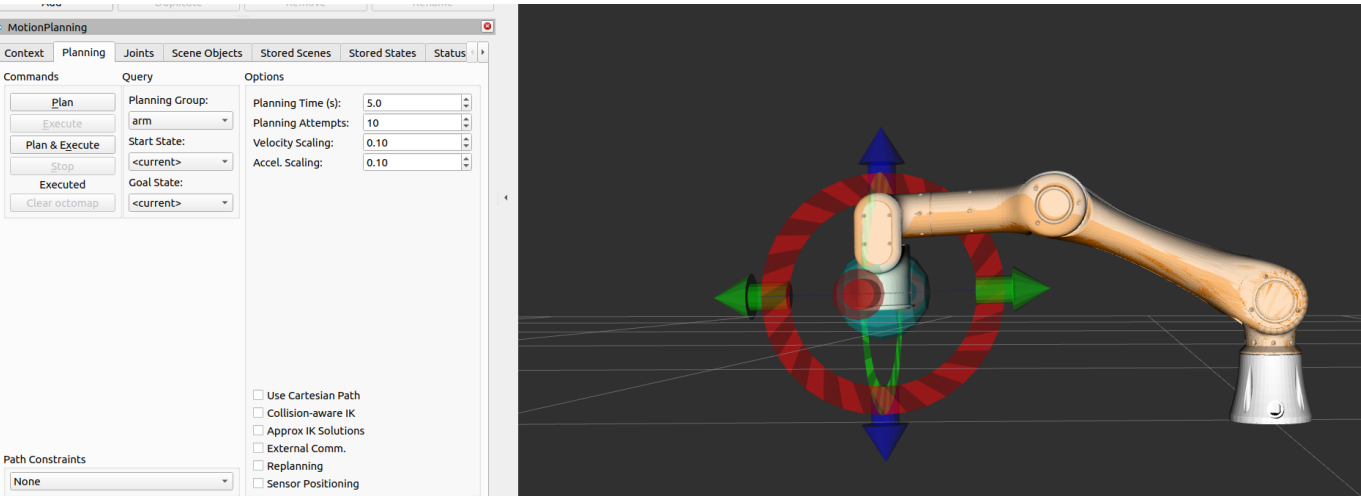 Add Duplicate Remove Rename
MotionPlanning
Context Planning Joints Scene Objects Stored Scenes Stored States Status
Commands Query Options
Plan
Execute
Plan & Execute
Stop
Executed
Clear octomap
Planning Group:
arm
Start State:
<current>
Goal State:
<current>
Planning Time (s): 5.0
Planning Attempts: 10
Velocity Scaling: 0.10
Accel. Scaling: 0.10
Use Cartesian Path
Collision-aware IK
Approx IK Solutions
External Comm.
Replanning
Sensor Positioning
Path Constraints
None